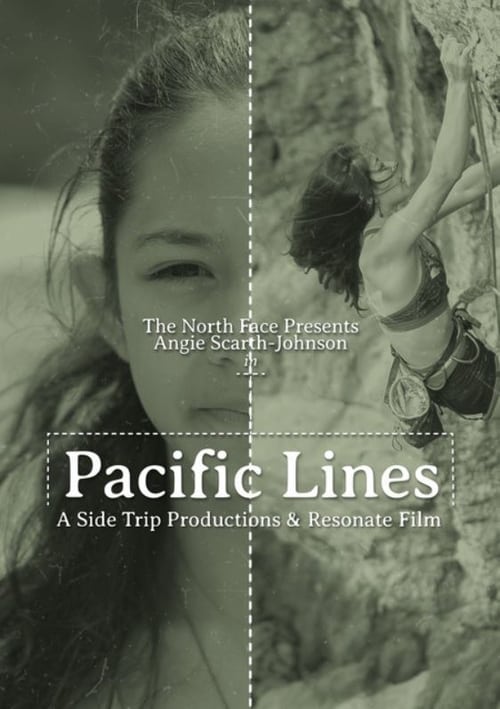 The North Face Presents
Angie Scarth-Johnson
in
Pacific Lines
A Side Trip Productions & Resonate Film